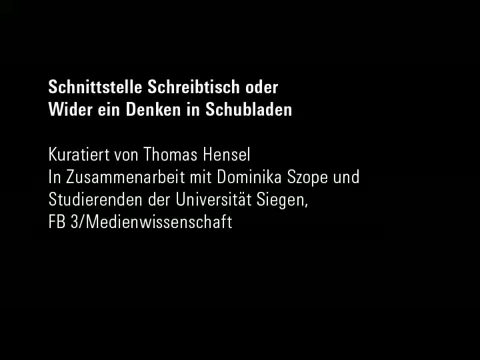 Schnittstelle Schreibtisch oder
Wider ein Denken in Schubladen
Kuratiert von Thomas Hensel
In Zusammenarbeit mit Dominika Szope und
Studierenden der Universität Siegen,
FB 3/Medienwissenschaft